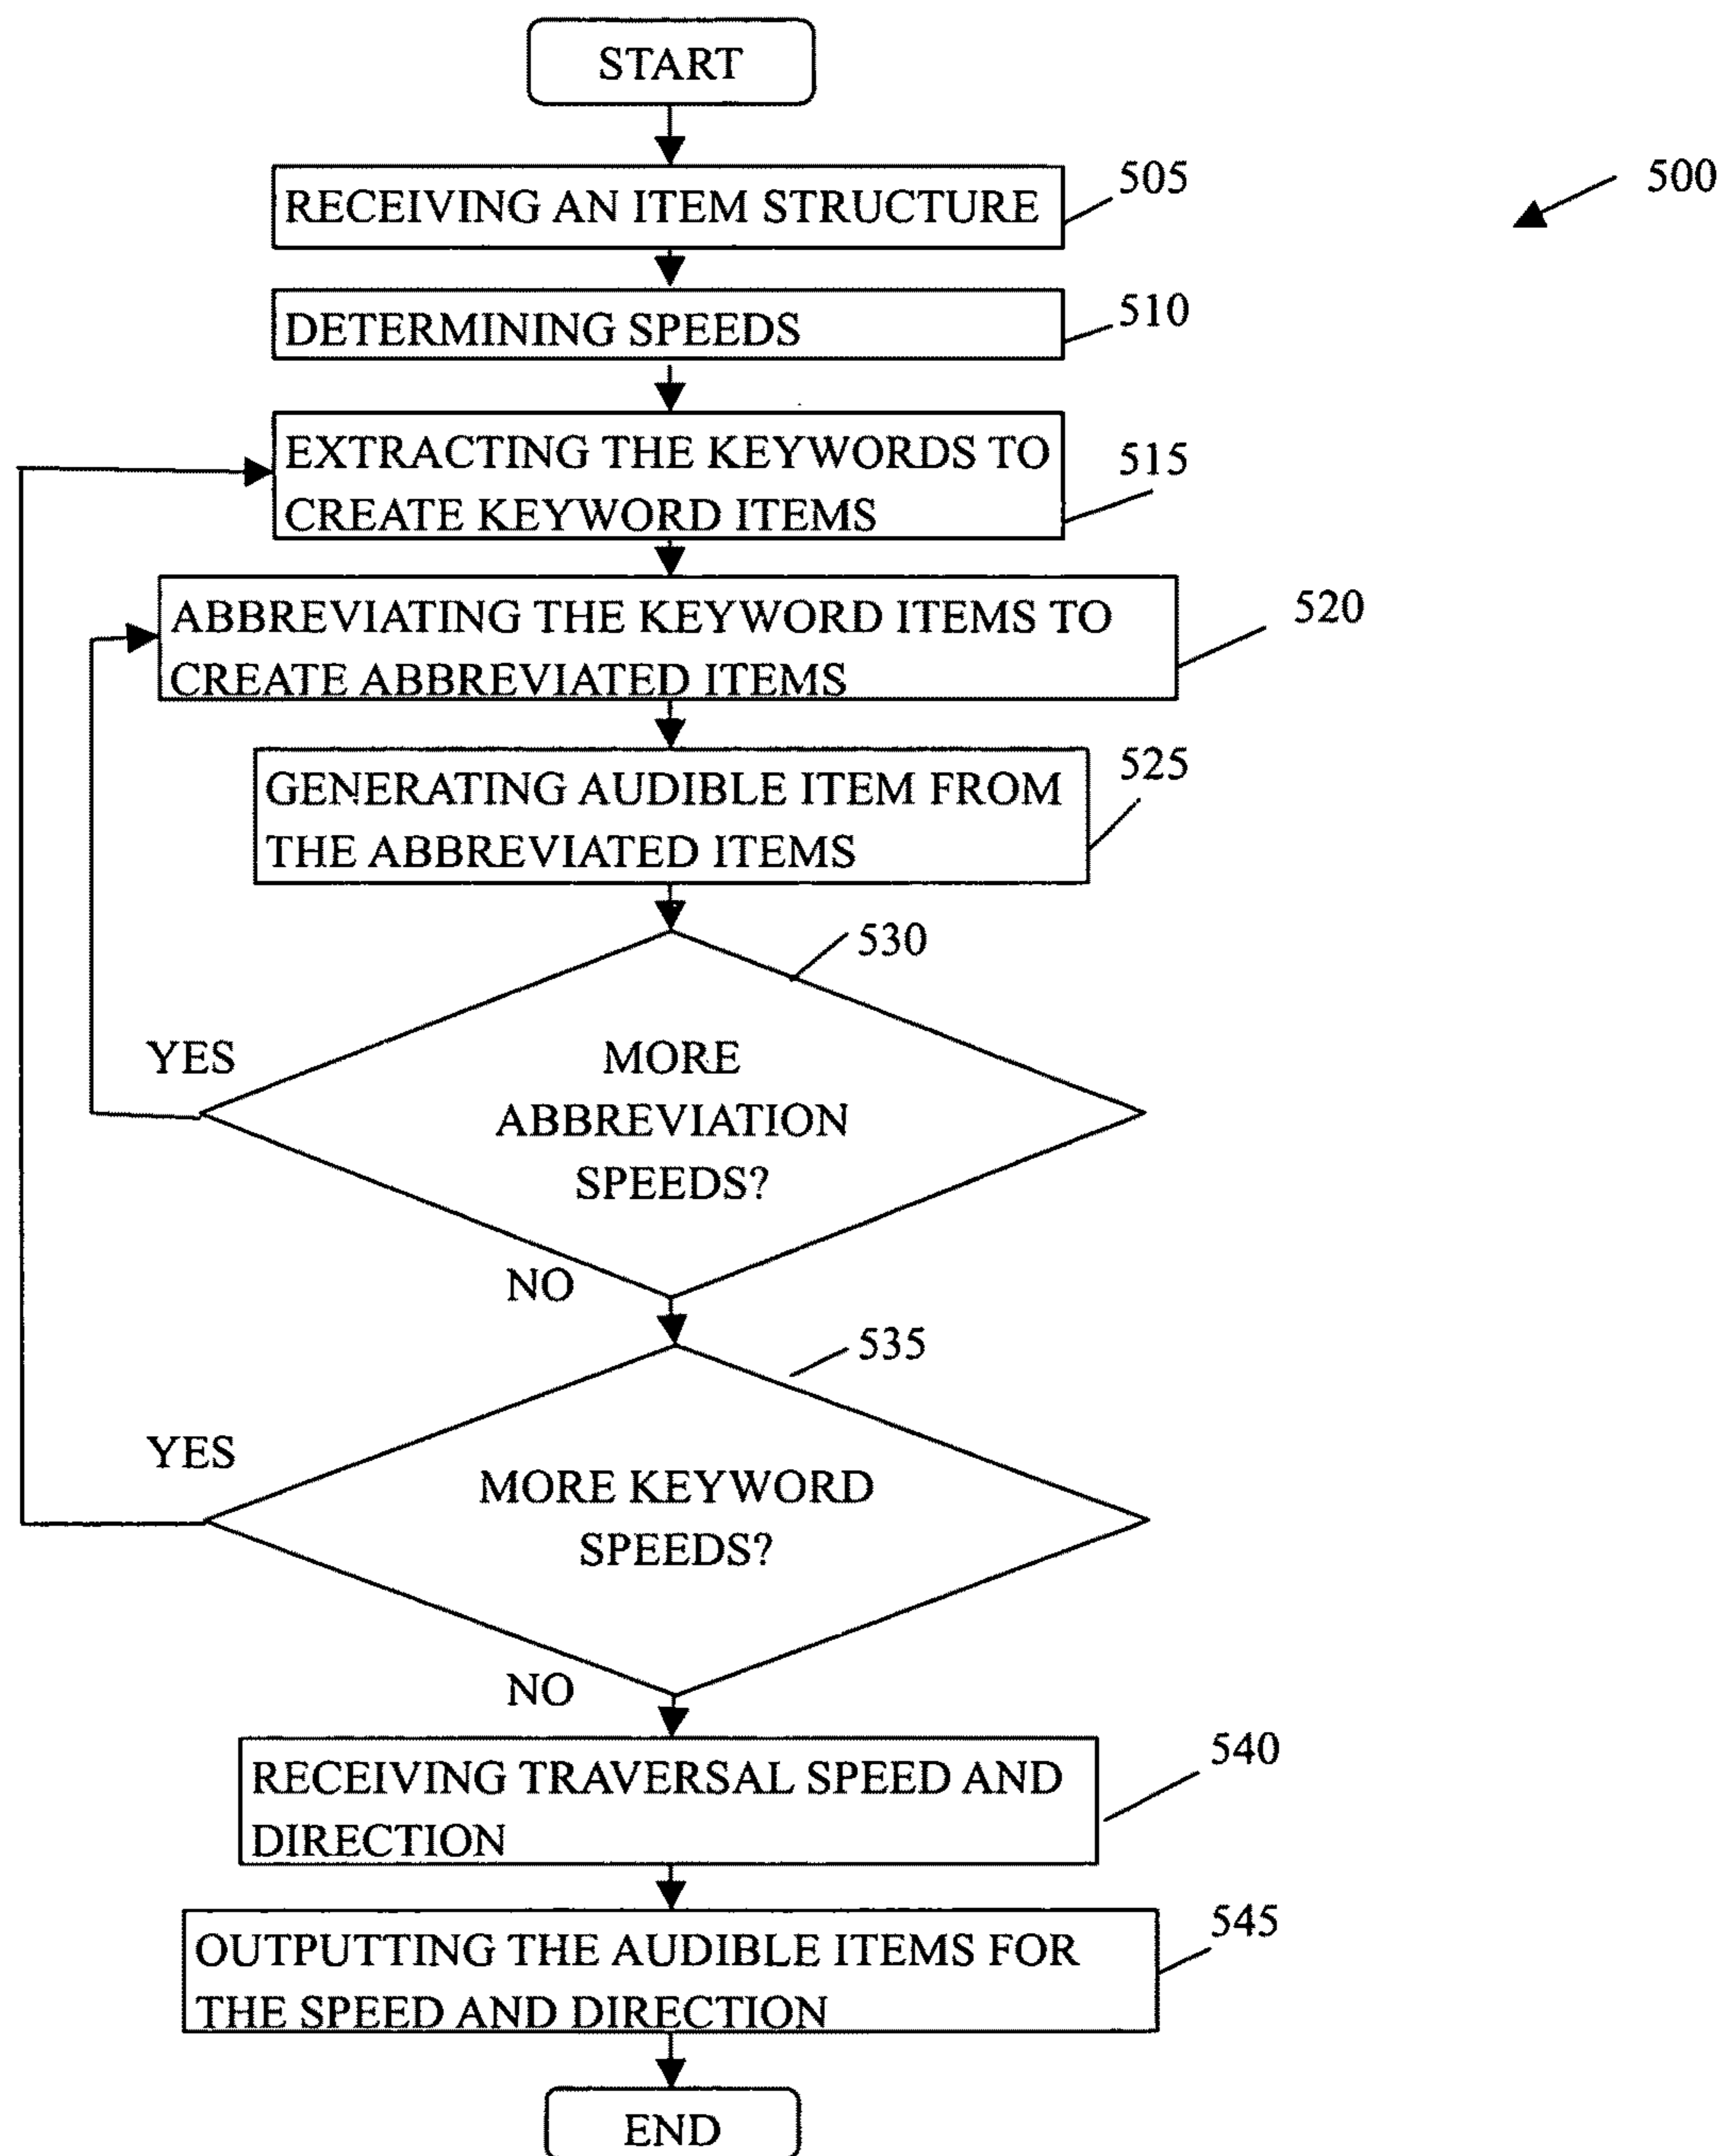 START
RECEIVING AN ITEM STRUCTURE
505
500
DETERMINING SPEEDS
510
EXTRACTING THE KEYWORDS TO
CREATE KEYWORD ITEMS
515
ABBREVIATING THE KEYWORD ITEMS TO
CREATE ABBREVIATED ITEMS
520
GENERATING AUDIBLE ITEM FROM
THE ABBREVIATED ITEMS
525
530
YES
MORE
ABBREVIATION
SPEEDS?
NO
535
YES
MORE KEYWORD
SPEEDS?
NO
RECEIVING TRAVERSAL SPEED AND
DIRECTION
540
OUTPUTTING THE AUDIBLE ITEMS FOR
THE SPEED AND DIRECTION
545
END